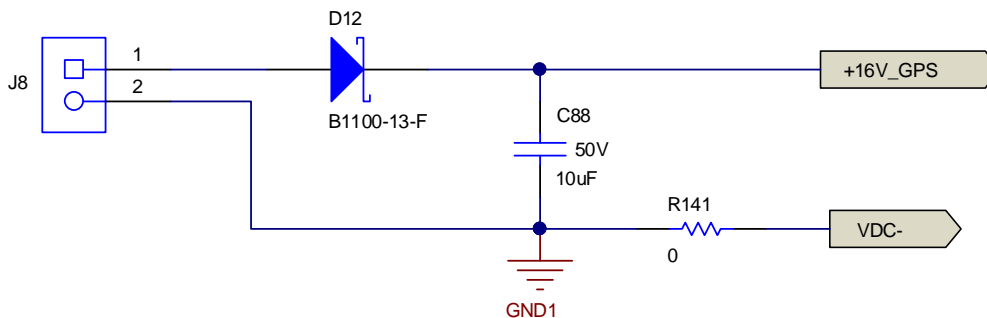 D12
1
J8
2
+16V_GPS
B1100-13-F
C88
50V
10uF
R141
VDC-
0
GND1